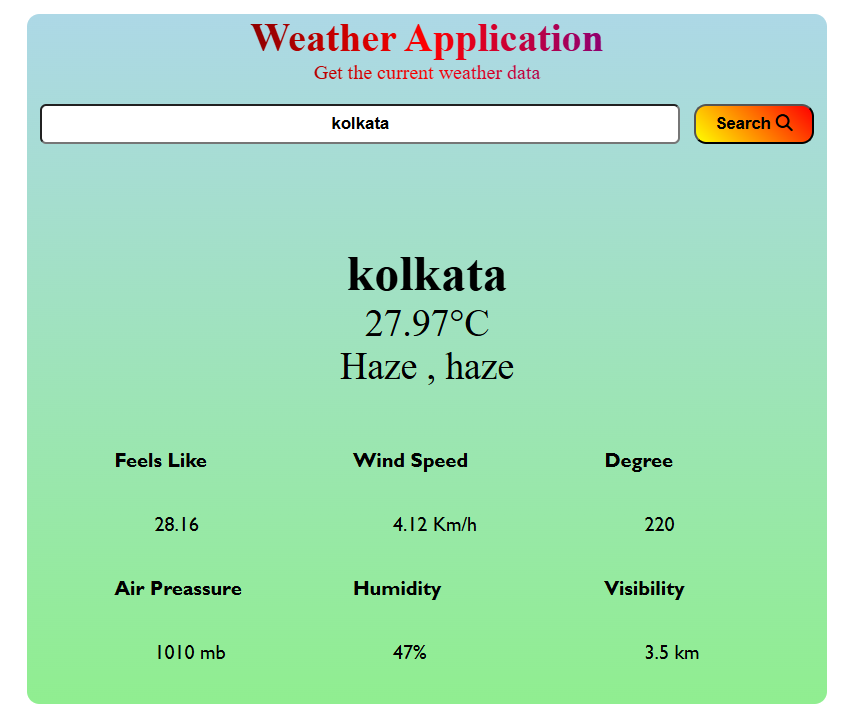 Weather Application
Get the current weather data
kolkata
Search
kolkata
27.97°C
Haze , haze
Feels Like Wind Speed Degree
28.16 4.12 Km/h 220
Air Preassure Humidity Visibility
1010 mb 47% 3.5 km